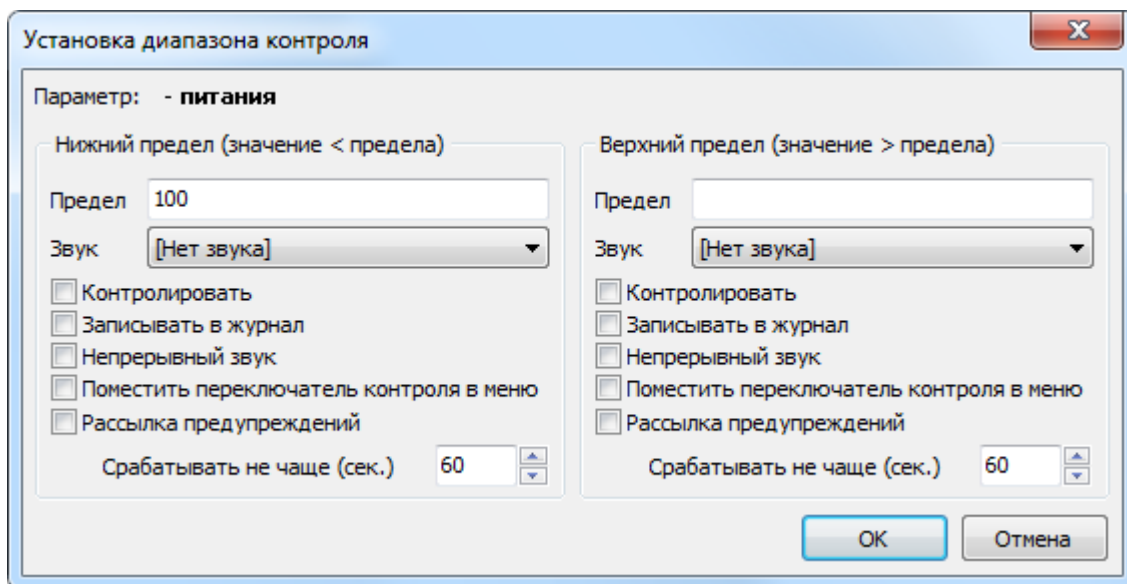 Установка диапазона контроля
Параметр: - питания
Нижний предел (значение < предела)
Предел 100
Звук [Нет звука]
Контролировать
Записывать в журнал
Непрерывный звук
Поместить переключатель контроля в меню
Рассылка предупреждений
Срабатывать не чаще (сек.) 60
Верхний предел (значение > предела)
Предел
Звук [Нет звука]
Контролировать
Записывать в журнал
Непрерывный звук
Поместить переключатель контроля в меню
Рассылка предупреждений
Срабатывать не чаще (сек.) 60
OK Отмена